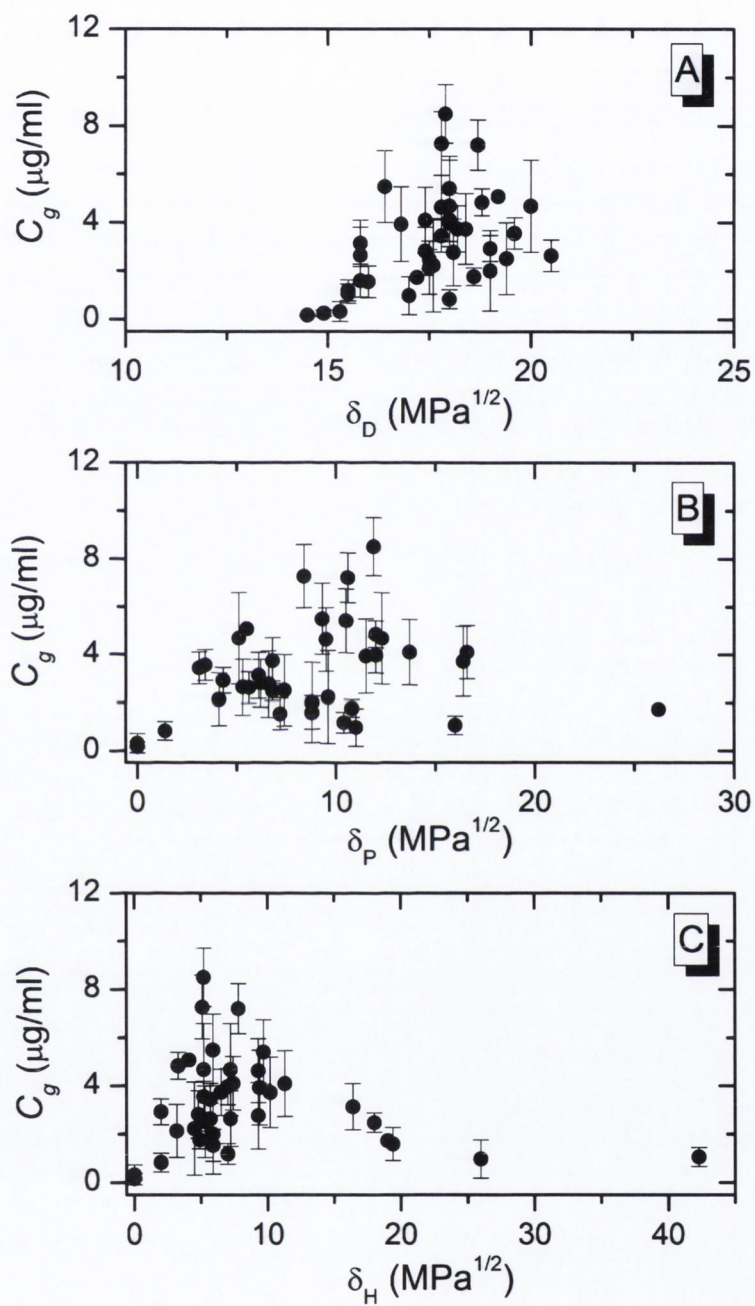 12
8
4
0
C_g (μg/ml)
A
10 15 20 25
δ_D (MPa^1/2)
12
8
4
0
C_g (μg/ml)
B
0 10 20 30
δ_P (MPa^1/2)
12
8
4
0
C_g (μg/ml)
C
0 10 20 30 40
δ_H (MPa^1/2)